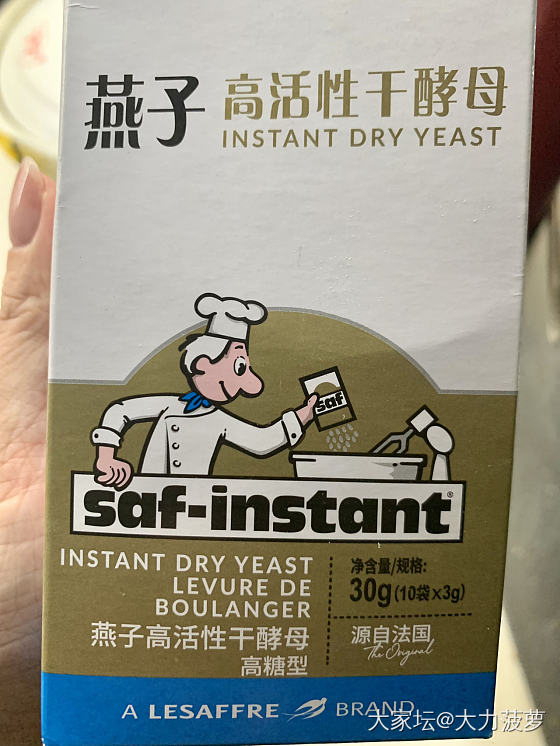 燕子
高活性干酵母
INSTANT DRY YEAST
saf
saf-instant®
INSTANT DRY YEAST
LEVURE DE
BOULANGER
燕子高活性干酵母
高糖型
净含量/规格:
30g(10袋x3g)
源自法国
The Original
A LESAFFRE BRAND
大家坛@大力菠萝